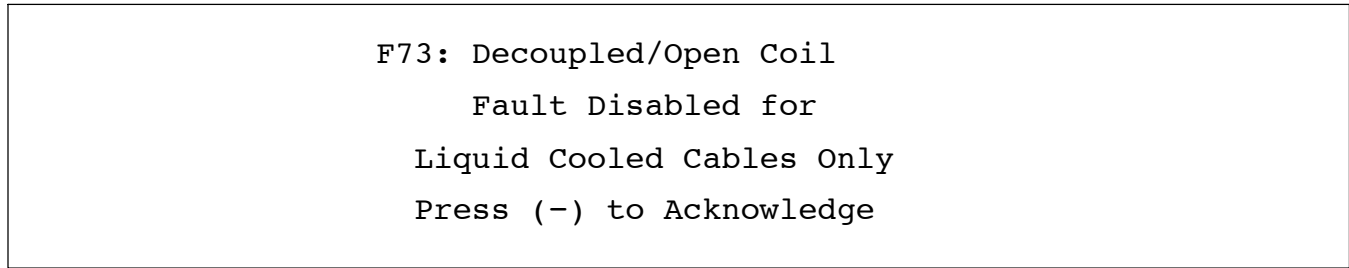 F73: Decoupled/Open Coil
Fault Disabled for
Liquid Cooled Cables Only
Press (−) to Acknowledge